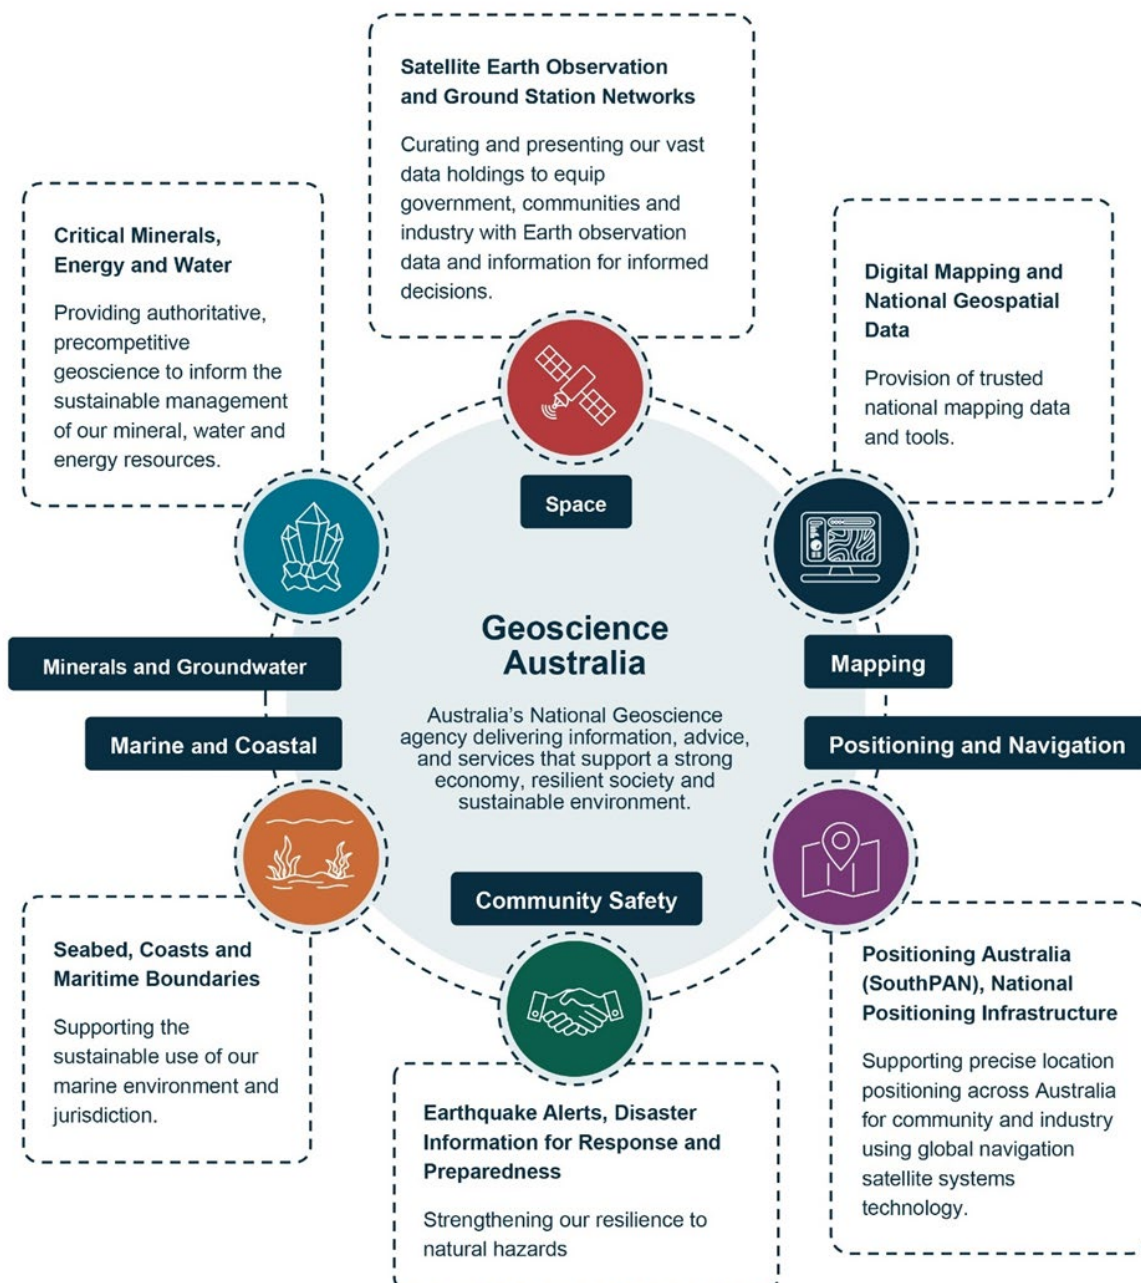 Satellite Earth Observation
and Ground Station Networks
Curating and presenting our vast
data holdings to equip
government, communities and
industry with Earth observation
data and information for informed
decisions.
Critical Minerals,
Energy and Water
Providing authoritative,
precompetitive
geoscience to inform the
sustainable management
of our mineral, water and
energy resources.
Digital Mapping and
National Geospatial
Data
Provision of trusted
national mapping data
and tools.
Space
Geoscience
Australia
Australia’s National Geoscience
agency delivering information, advice,
and services that support a strong
economy, resilient society and
sustainable environment.
Minerals and Groundwater
Mapping
Marine and Coastal
Positioning and Navigation
Community Safety
Seabed, Coasts and
Maritime Boundaries
Supporting the
sustainable use of our
marine environment and
jurisdiction.
Earthquake Alerts, Disaster
Information for Response and
Preparedness
Strengthening our resilience to
natural hazards
Positioning Australia
(SouthPAN), National
Positioning Infrastructure
Supporting precise location
positioning across Australia
for community and industry
using global navigation
satellite systems
technology.